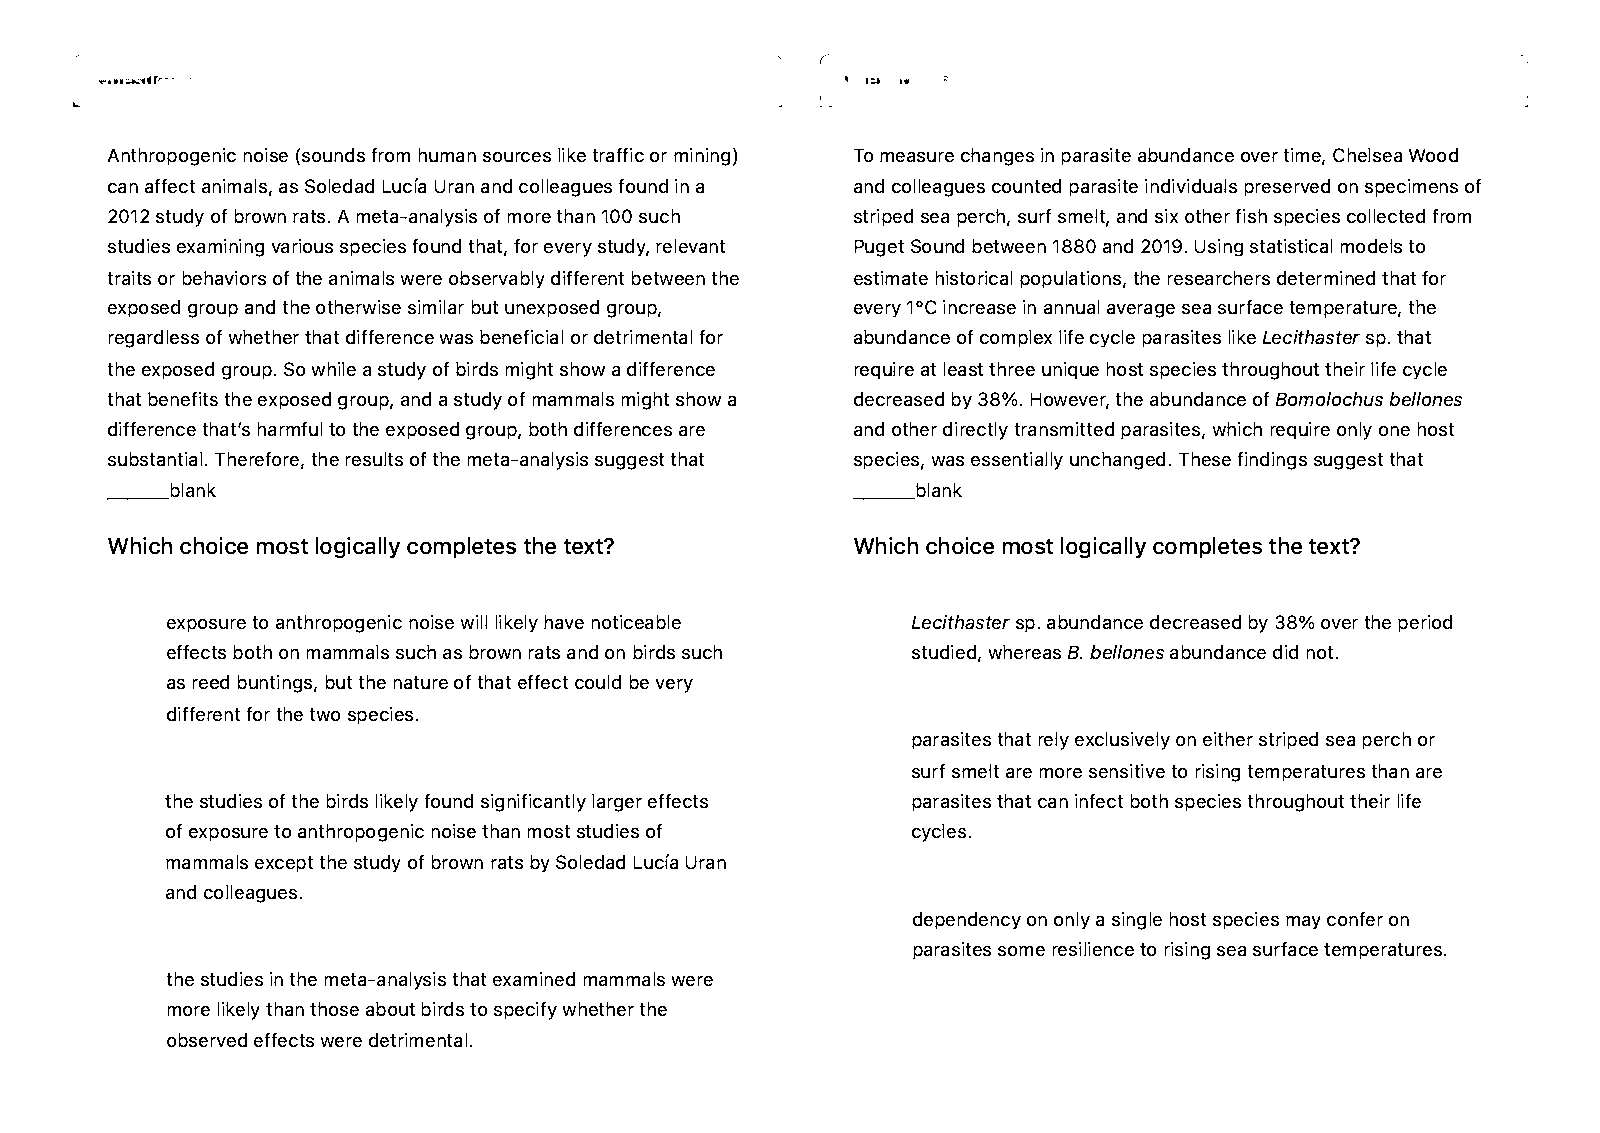 Anthropogenic noise (sounds from human sources like traffic or mining)
can affect animals, as Soledad Lucía Uran and colleagues found in a
2012 study of brown rats. A meta-analysis of more than 100 such
studies examining various species found that, for every study, relevant
traits or behaviors of the animals were observably different between the
exposed group and the otherwise similar but unexposed group,
regardless of whether that difference was beneficial or detrimental for
the exposed group. So while a study of birds might show a difference
that benefits the exposed group, and a study of mammals might show a
difference that's harmful to the exposed group, both differences are
substantial. Therefore, the results of the meta-analysis suggest that
______blank
Which choice most logically completes the text?
exposure to anthropogenic noise will likely have noticeable
effects both on mammals such as brown rats and on birds such
as reed buntings, but the nature of that effect could be very
different for the two species.
the studies of the birds likely found significantly larger effects
of exposure to anthropogenic noise than most studies of
mammals except the study of brown rats by Soledad Lucía Uran
and colleagues.
the studies in the meta-analysis that examined mammals were
more likely than those about birds to specify whether the
observed effects were detrimental.
To measure changes in parasite abundance over time, Chelsea Wood
and colleagues counted parasite individuals preserved on specimens of
striped sea perch, surf smelt, and six other fish species collected from
Puget Sound between 1880 and 2019. Using statistical models to
estimate historical populations, the researchers determined that for
every 1°C increase in annual average sea surface temperature, the
abundance of complex life cycle parasites like Lecithaster sp. that
require at least three unique host species throughout their life cycle
decreased by 38%. However, the abundance of Bomolochus bellones
and other directly transmitted parasites, which require only one host
species, was essentially unchanged. These findings suggest that
______blank
Which choice most logically completes the text?
Lecithaster sp. abundance decreased by 38% over the period
studied, whereas B. bellones abundance did not.
parasites that rely exclusively on either striped sea perch or
surf smelt are more sensitive to rising temperatures than are
parasites that can infect both species throughout their life
cycles.
dependency on only a single host species may confer on
parasites some resilience to rising sea surface temperatures.